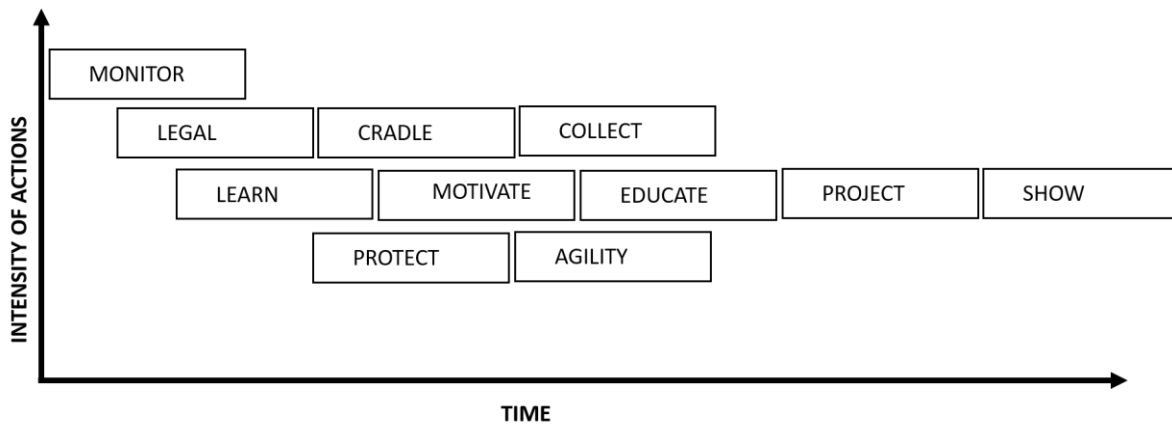 INTENSITY OF ACTIONS
MONITOR
LEGAL
CRADLE
COLLECT
LEARN
MOTIVATE
EDUCATE
PROJECT
SHOW
PROTECT
AGILITY
TIME